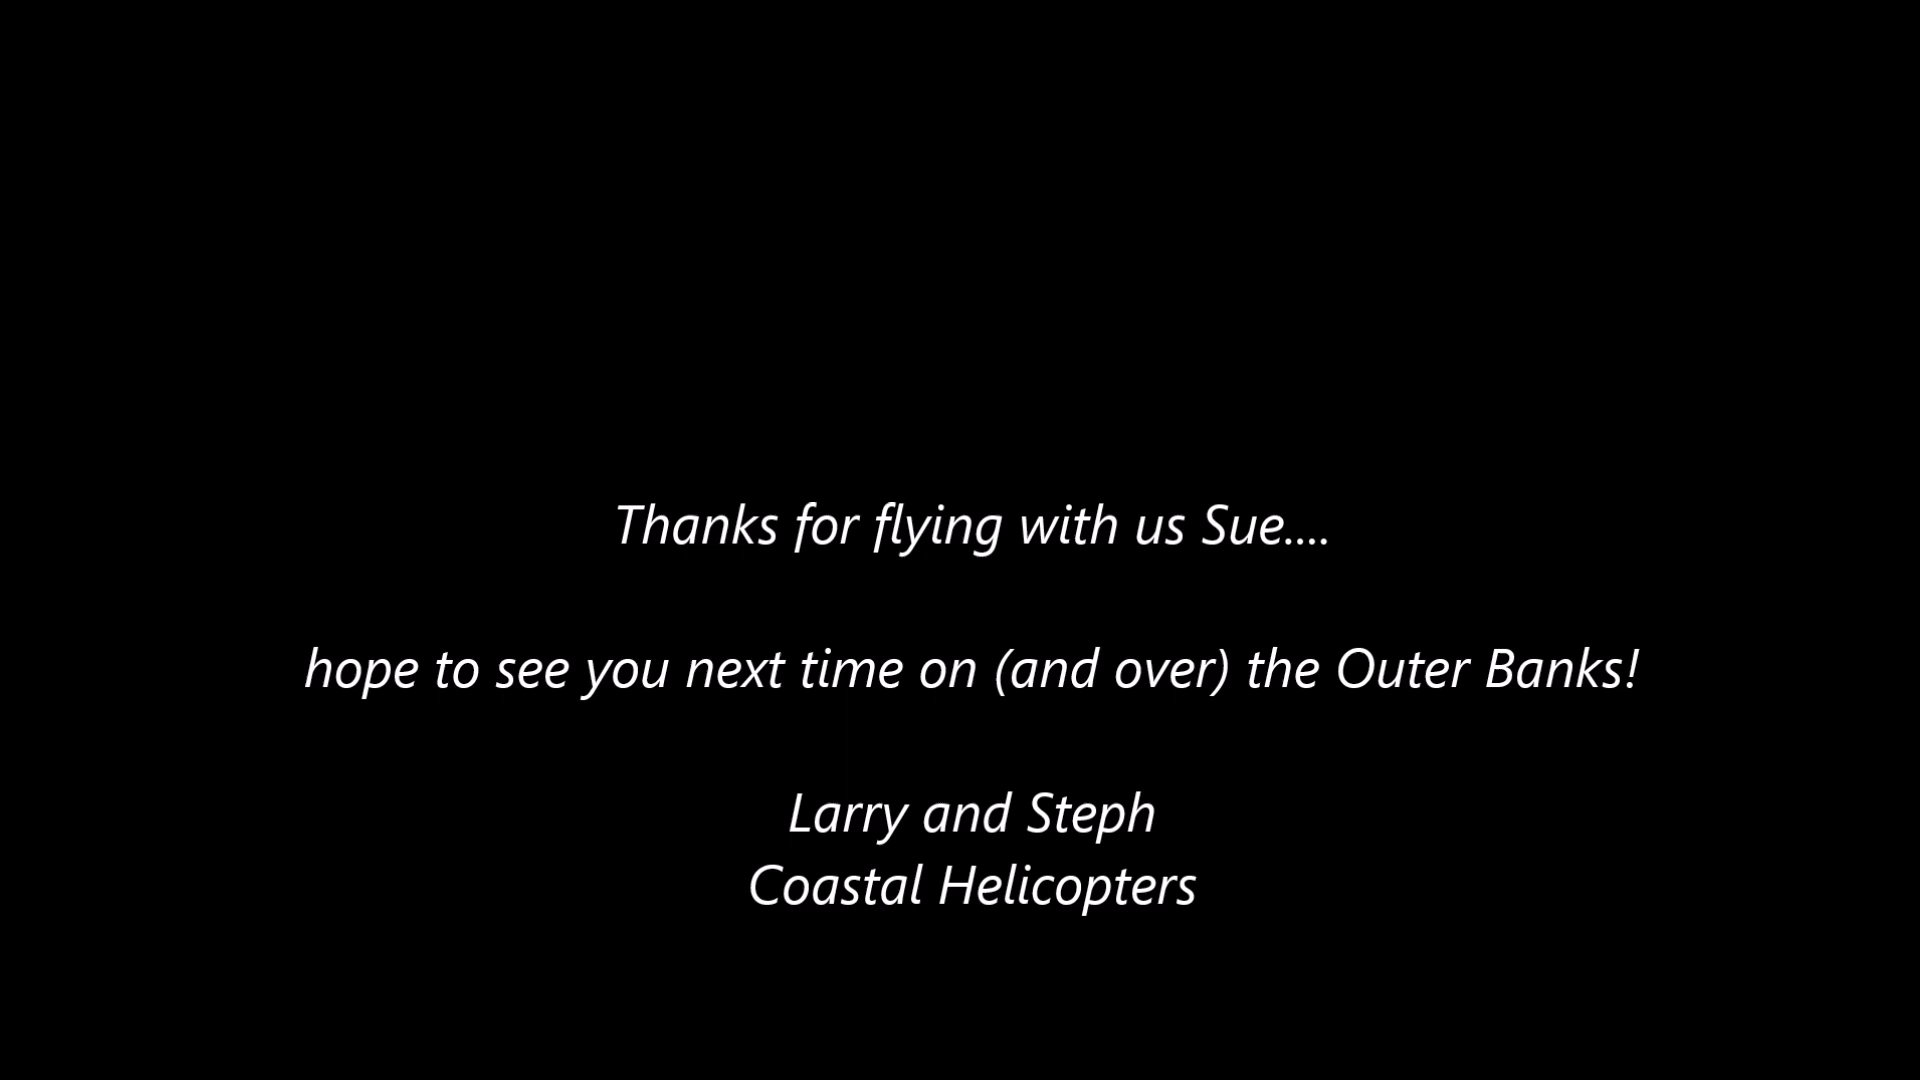 Thanks for flying with us Sue....
hope to see you next time on (and over) the Outer Banks!
Larry and Steph
Coastal Helicopters